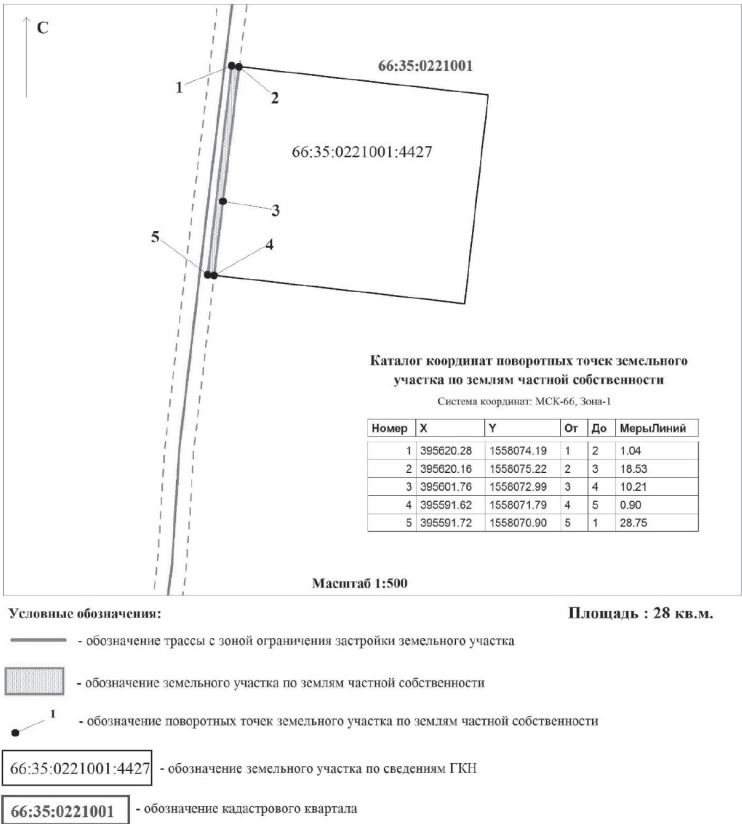 С
66:35:0221001
1
2
66:35:0221001:4427
3
5
4
Каталог координат поворотных точек земельного
участка по землям частной собственности
Система координат: МСК-66, Зона-1
Номер X Y От До МерыЛиний
1 395620.28 1558074.19 1 2 1.04
2 395620.16 1558075.22 2 3 18.53
3 395601.76 1558072.99 3 4 10.21
4 395591.62 1558071.79 4 5 0.90
5 395591.72 1558070.90 5 1 28.75
Масштаб 1:500
Условные обозначения:
Площадь : 28 кв.м.
- обозначение трассы с зоной ограничения застройки земельного участка
- обозначение земельного участка по землям частной собственности
1
- обозначение поворотных точек земельного участка по землям частной собственности
66:35:0221001:4427 - обозначение земельного участка по сведениям ГКН
66:35:0221001 - обозначение кадастрового квартала